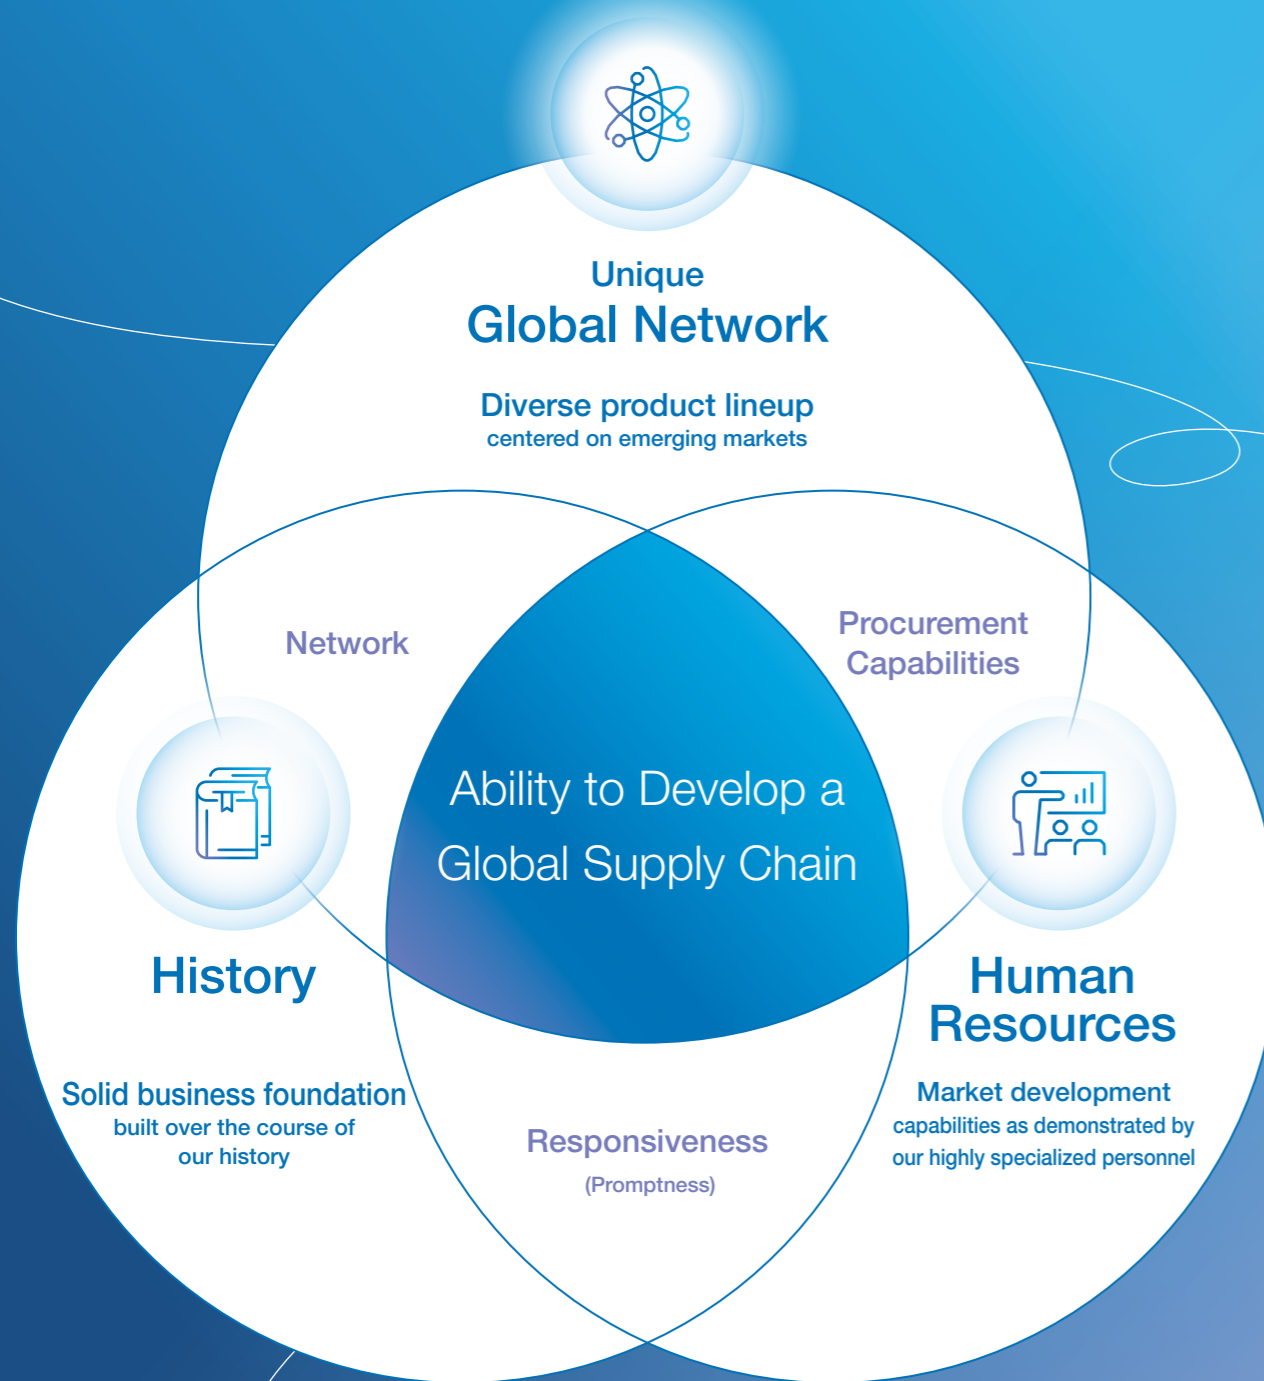 Unique
Global Network
Diverse product lineup
centered on emerging markets
Network
Procurement
Capabilities
Ability to Develop a
Global Supply Chain
History
Solid business foundation
built over the course of
our history
Human
Resources
Market development
capabilities as demonstrated by
our highly specialized personnel
Responsiveness
(Promptness)